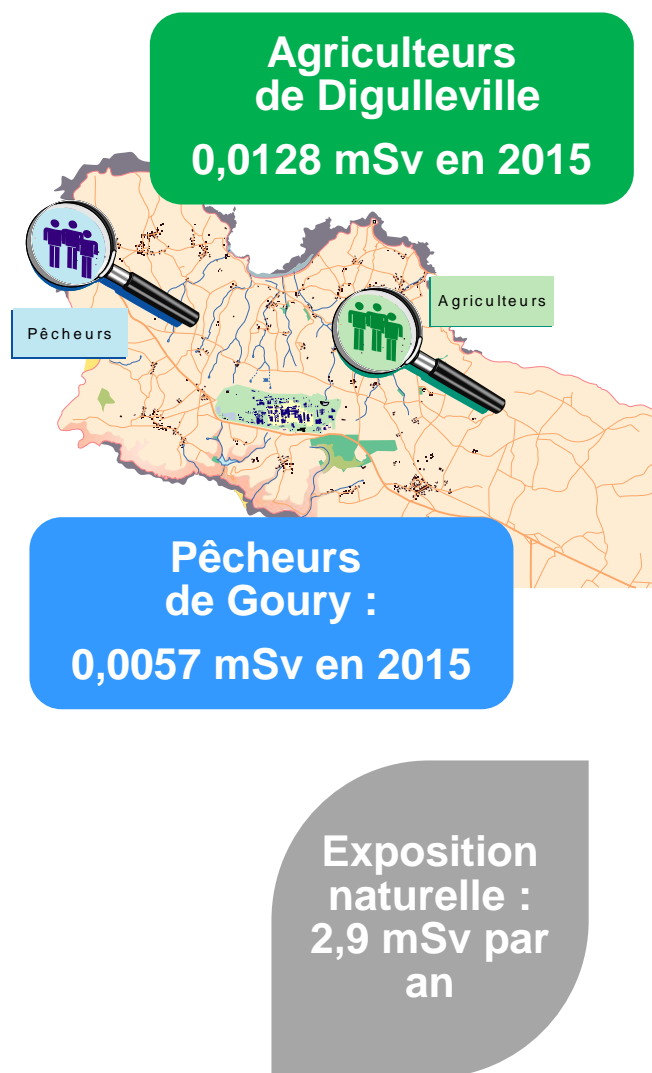 Agriculteurs
de Digulleville
0,0128 mSv en 2015
Agriculteurs
Pêcheurs
Pêcheurs
de Goury :
0,0057 mSv en 2015
Exposition
naturelle :
2,9 mSv par
an